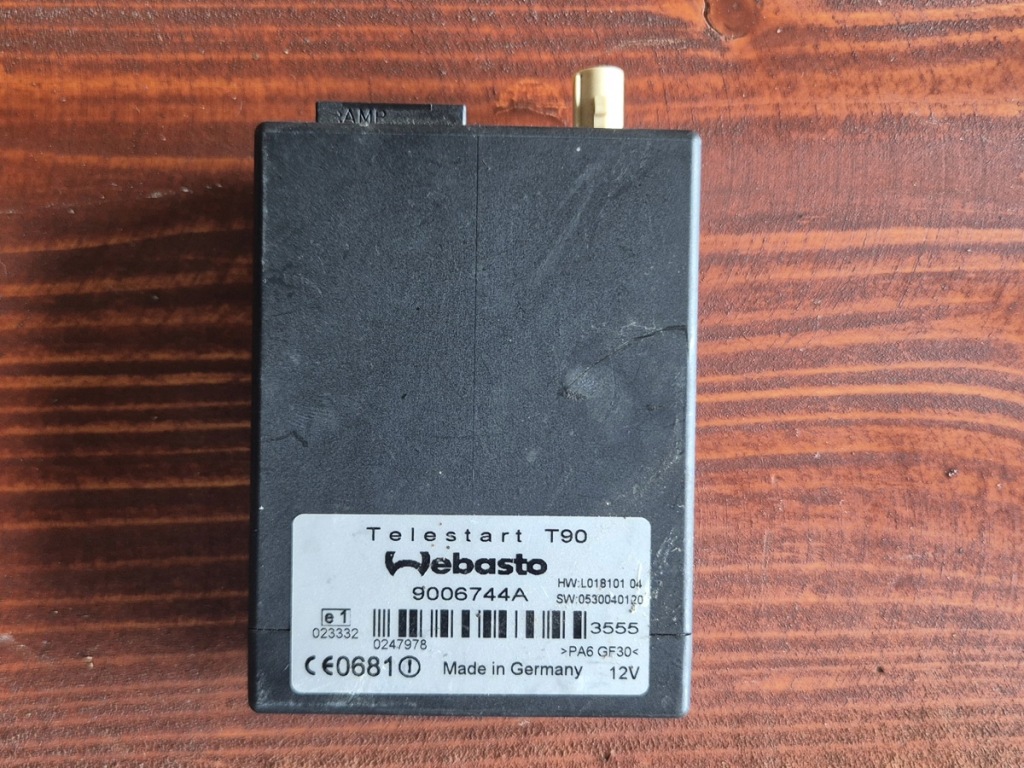 AMP
Telestart T90
Webasto
9006744A
HW:L018101 04
SW:0530040120
e1
023332
0247978
3555
>PA6 GF30<
CE0681
Made in Germany
12V